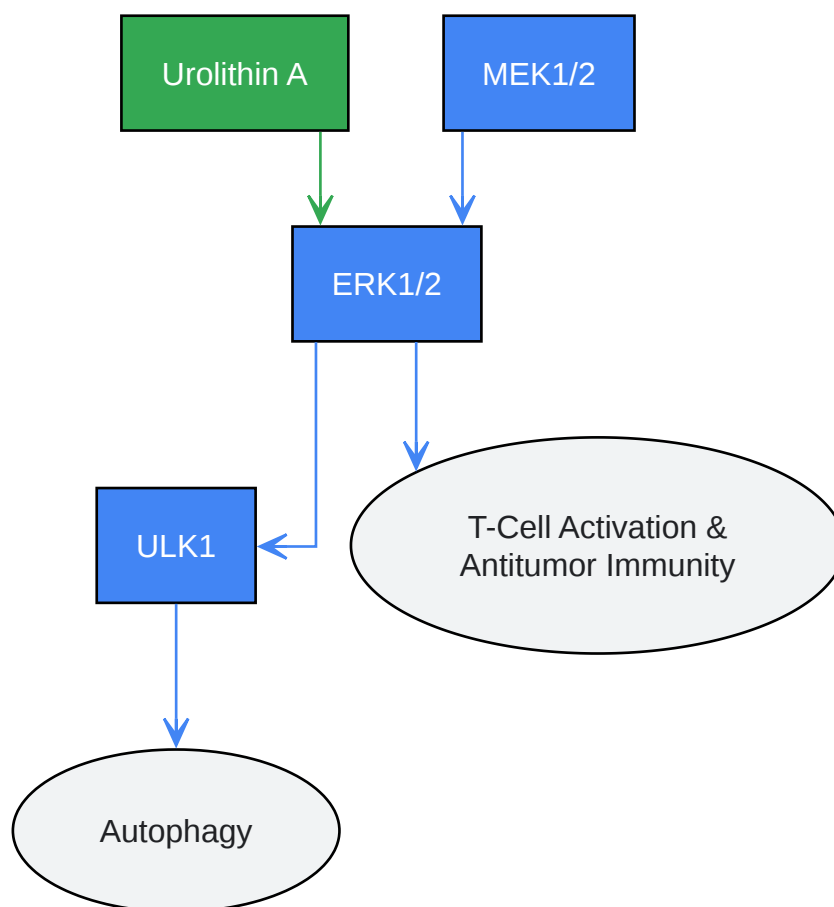 Urolithin A
MEK1/2
ERK1/2
ULK1
T-Cell Activation &
Antitumor Immunity
Autophagy